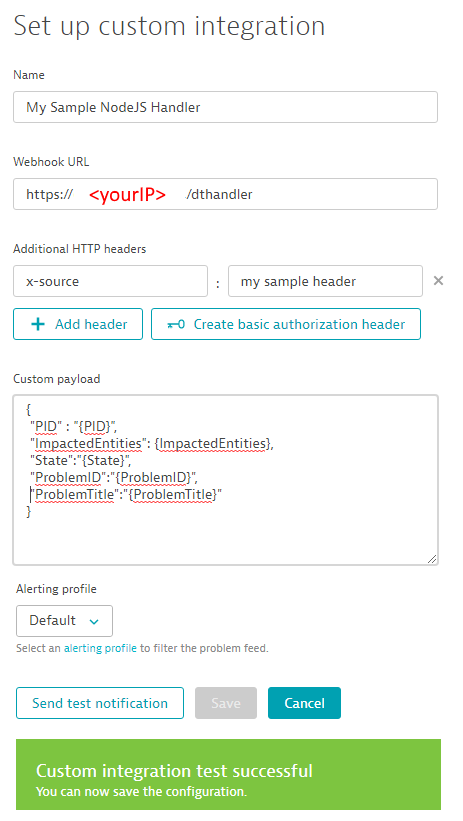 Set up custom integration
Name
My Sample NodeJS Handler
Webhook URL
https:// <yourIP> /dthandler
Additional HTTP headers
x-source : my sample header ×
+ Add header Create basic authorization header
Custom payload
{
"PID" : "{PID}",
"ImpactedEntities": {ImpactedEntities},
"State":"{State}",
"ProblemID":"{ProblemID}",
"ProblemTitle":"{ProblemTitle}"
}
Alerting profile
Default
Select an alerting profile to filter the problem feed.
Send test notification Save Cancel
Custom integration test successful
You can now save the configuration.